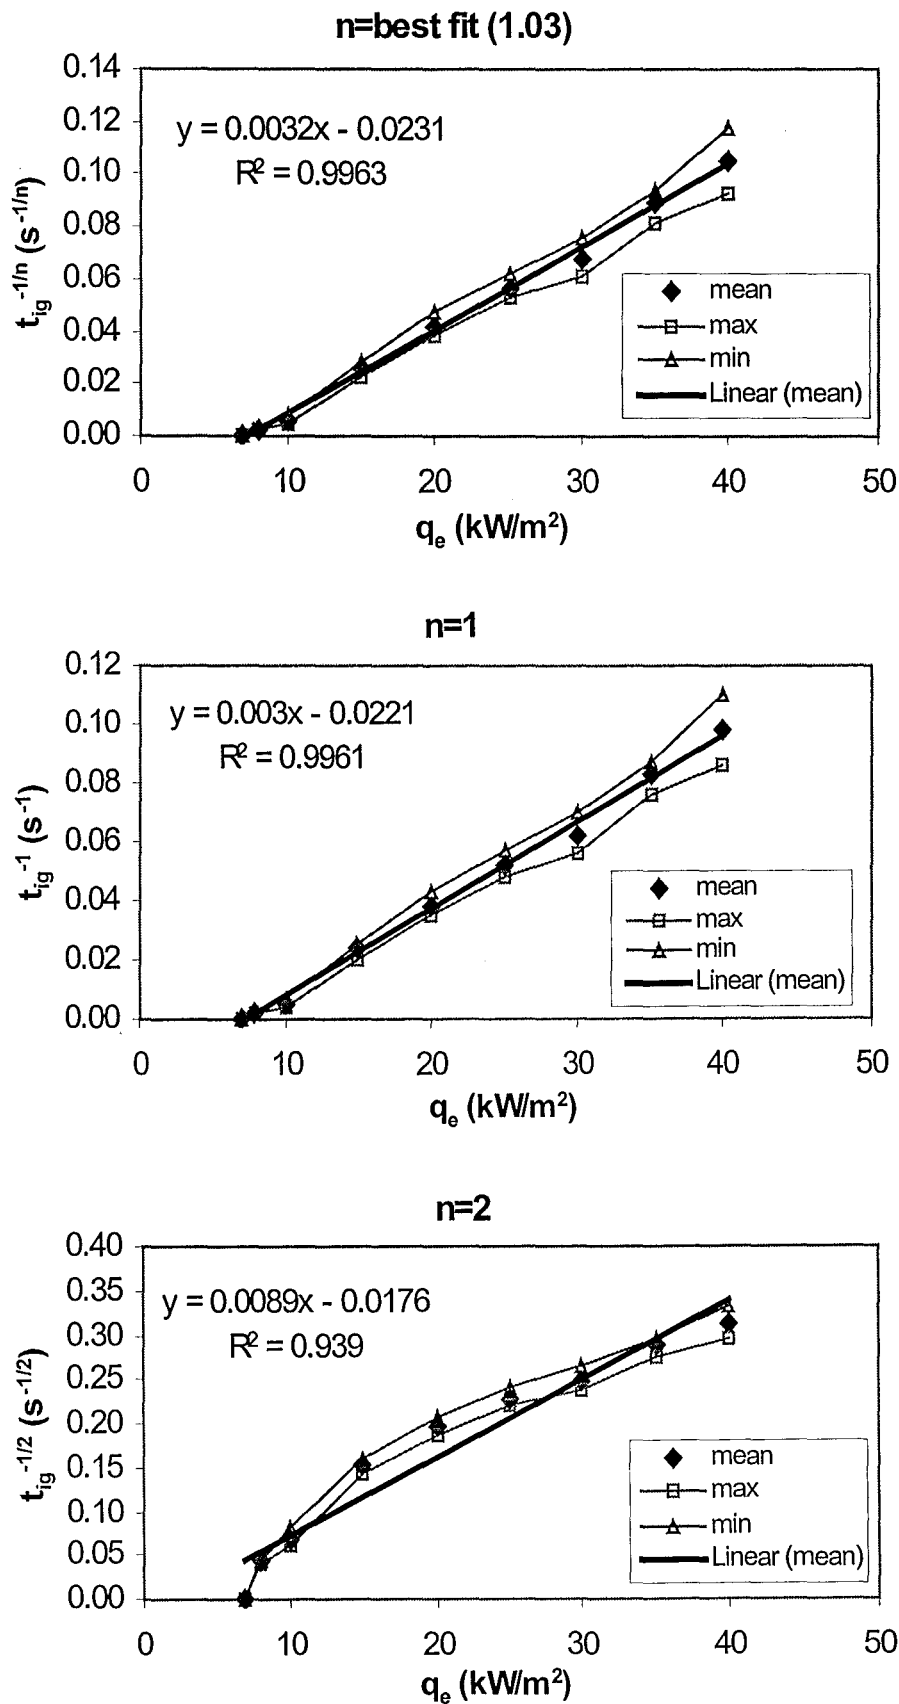 n=best fit (1.03)
y = 0.0032x - 0.0231
R² = 0.9963
t_ig^-1/n (s^-1/n)
0.14
0.12
0.10
0.08
0.06
0.04
0.02
0.00
mean
max
min
Linear (mean)
0 10 20 30 40 50
q_e (kW/m²)
n=1
y = 0.003x - 0.0221
R² = 0.9961
t_ig^-1 (s^-1)
0.12
0.10
0.08
0.06
0.04
0.02
0.00
mean
max
min
Linear (mean)
0 10 20 30 40 50
q_e (kW/m²)
n=2
y = 0.0089x - 0.0176
R² = 0.939
t_ig^-1/2 (s^-1/2)
0.40
0.35
0.30
0.25
0.20
0.15
0.10
0.05
0.00
mean
max
min
Linear (mean)
0 10 20 30 40 50
q_e (kW/m²)